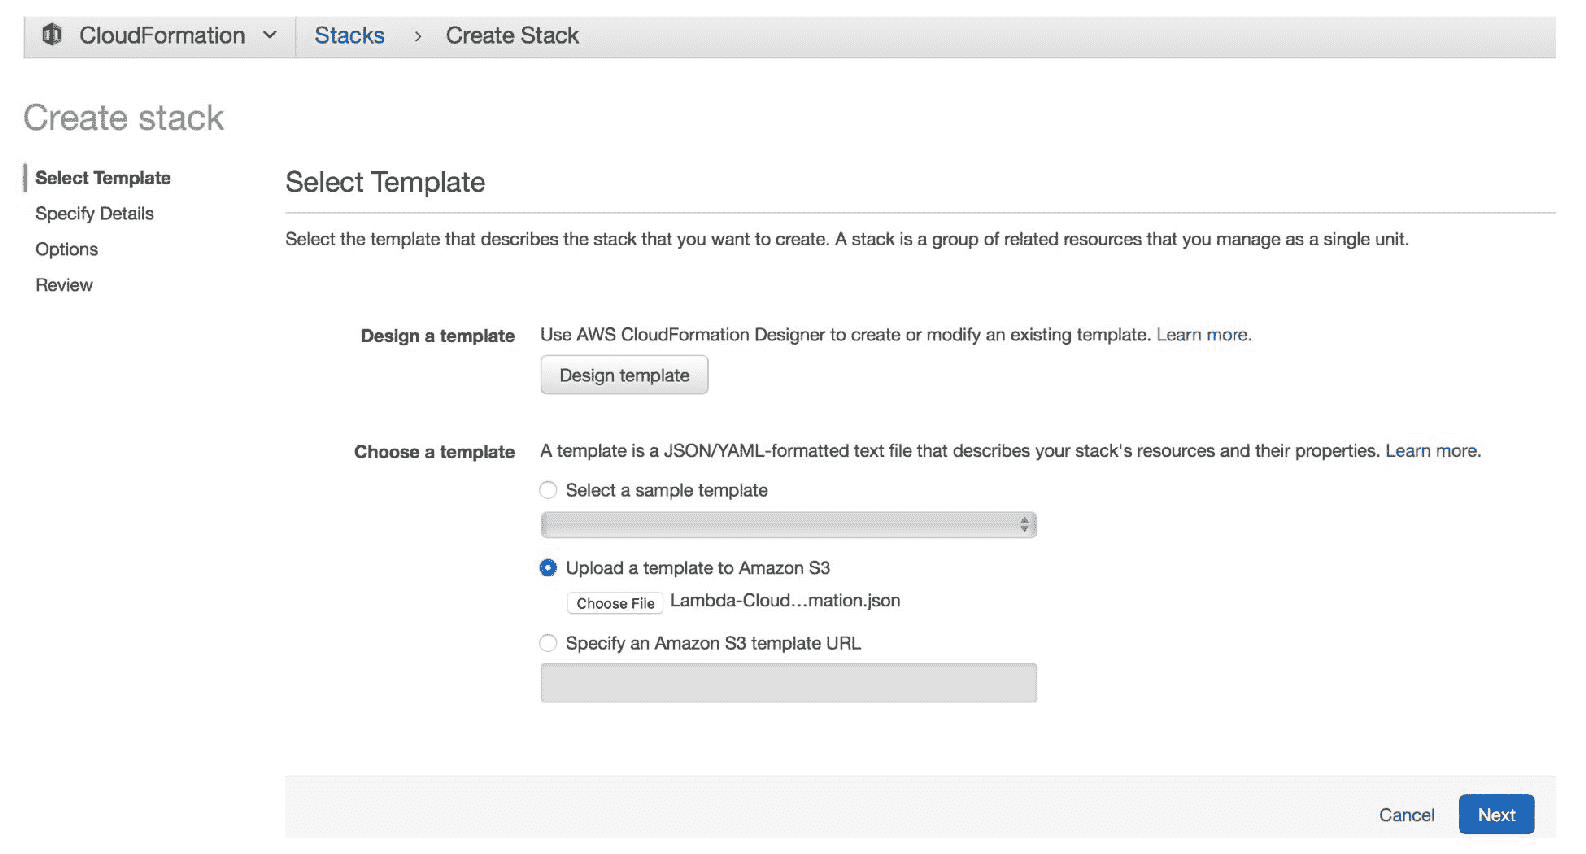 CloudFormation Stacks > Create Stack
Create stack
Select Template
Specify Details
Options
Review
Select Template
Select the template that describes the stack that you want to create. A stack is a group of related resources that you manage as a single unit.
Design a template Use AWS CloudFormation Designer to create or modify an existing template. Learn more.
Design template
Choose a template A template is a JSON/YAML-formatted text file that describes your stack's resources and their properties. Learn more.
Select a sample template
Upload a template to Amazon S3
Choose File Lambda-Cloud...mation.json
Specify an Amazon S3 template URL
Cancel Next